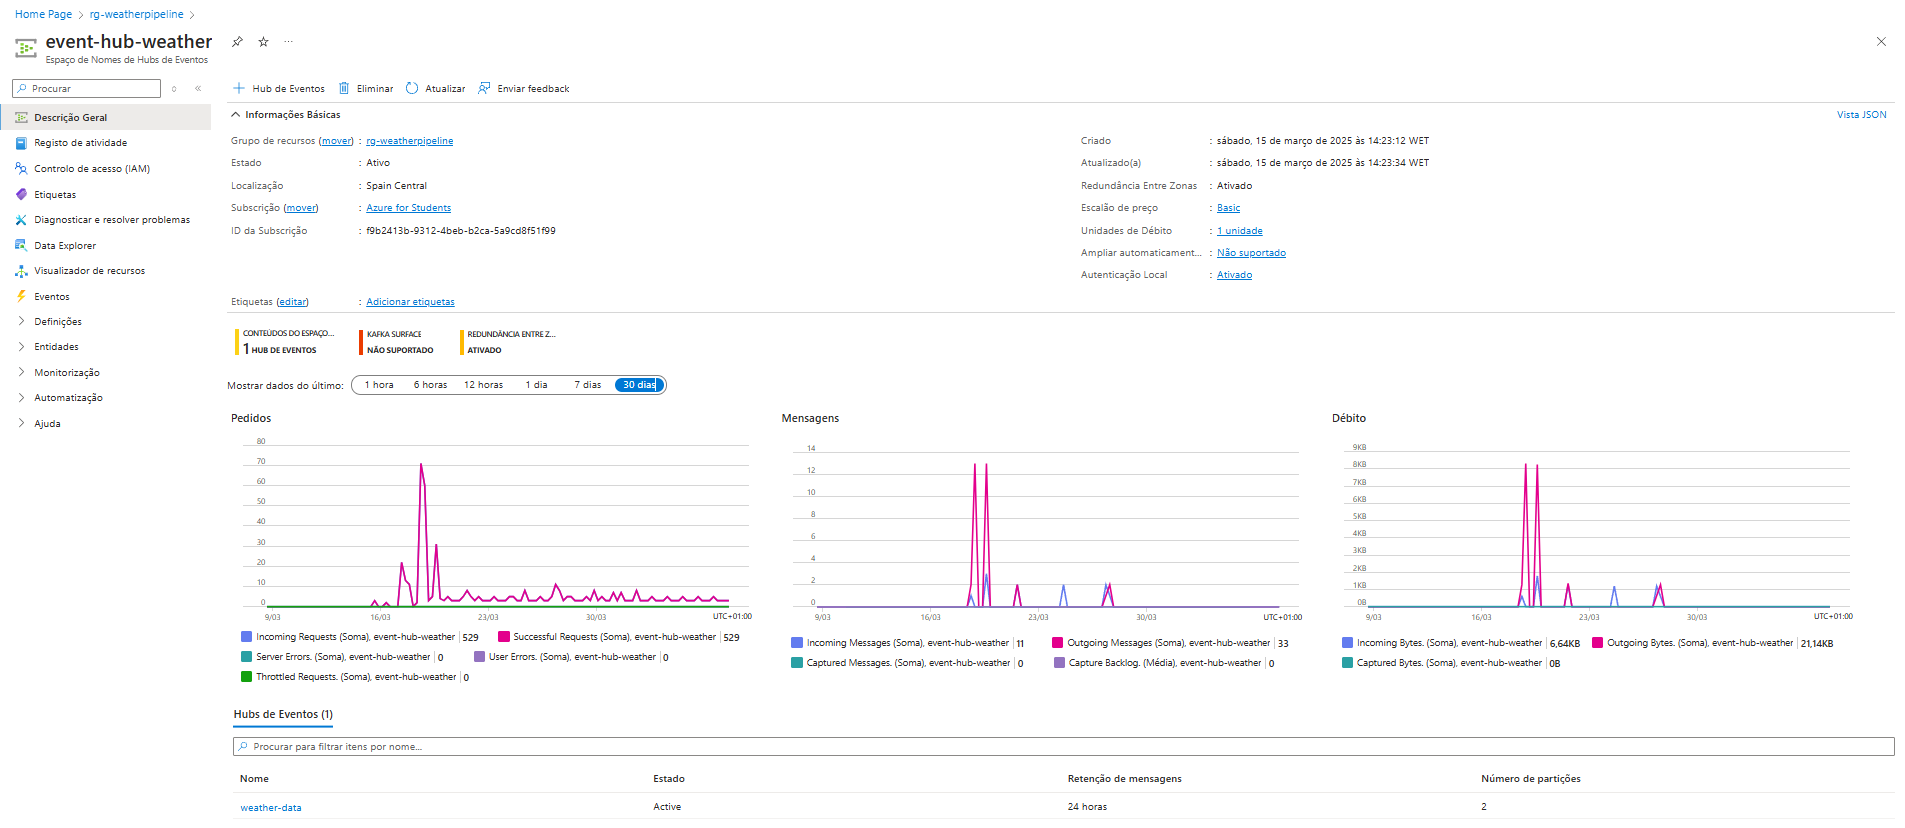 Home Page > rg-weatherpipeline >
event-hub-weather
Espaço de Nomes de Hubs de Eventos
Procurar
Hub de Eventos Eliminar Atualizar Enviar feedback
Descrição Geral
Registo de atividade
Controlo de acesso (IAM)
Etiquetas
Diagnosticar e resolver problemas
Data Explorer
Visualizador de recursos
Eventos
Definições
Entidades
Monitorização
Automatização
Ajuda
Informações Básicas
Vista JSON
Grupo de recursos (mover) : rg-weatherpipeline
Estado : Ativo
Localização : Spain Central
Subscrição (mover) : Azure for Students
ID da Subscrição : f9b2413b-9312-4beb-b2ca-5a9cd8f51f99
Criado : sábado, 15 de março de 2025 às 14:23:12 WET
Atualizado(a) : sábado, 15 de março de 2025 às 14:23:34 WET
Redundância Entre Zonas : Ativado
Escalão de preço : Basic
Unidades de Débito : 1 unidade
Ampliar automaticament... : Não suportado
Autenticação Local : Ativado
Etiquetas (editar) : Adicionar etiquetas
CONTEÚDOS DO ESPAÇO...
1 HUB DE EVENTOS
KAFKA SURFACE
NÃO SUPORTADO
REDUNDÂNCIA ENTRE Z...
ATIVADO
Mostrar dados do último: 1 hora 6 horas 12 horas 1 dia 7 dias 30 dias
Pedidos
80
70
60
50
40
30
20
10
0
9/03 16/03 23/03 30/03 UTC+01:00
Incoming Requests (Soma), event-hub-weather 529
Successful Requests (Soma), event-hub-weather 529
Server Errors. (Soma), event-hub-weather 0
User Errors. (Soma), event-hub-weather 0
Throttled Requests. (Soma), event-hub-weather 0
Mensagens
14
12
10
8
6
4
2
0
9/03 16/03 23/03 30/03 UTC+01:00
Incoming Messages (Soma), event-hub-weather 11
Outgoing Messages (Soma), event-hub-weather 33
Captured Messages. (Soma), event-hub-weather 0
Capture Backlog. (Média), event-hub-weather 0
Débito
9KB
8KB
7KB
6KB
5KB
4KB
3KB
2KB
1KB
0B
9/03 16/03 23/03 30/03 UTC+01:00
Incoming Bytes. (Soma), event-hub-weather 6,64KB
Outgoing Bytes. (Soma), event-hub-weather 21,14KB
Captured Bytes. (Soma), event-hub-weather 0B
Hubs de Eventos (1)
Procurar para filtrar itens por nome...
Nome Estado Retenção de mensagens Número de partições
weather-data Active 24 horas 2